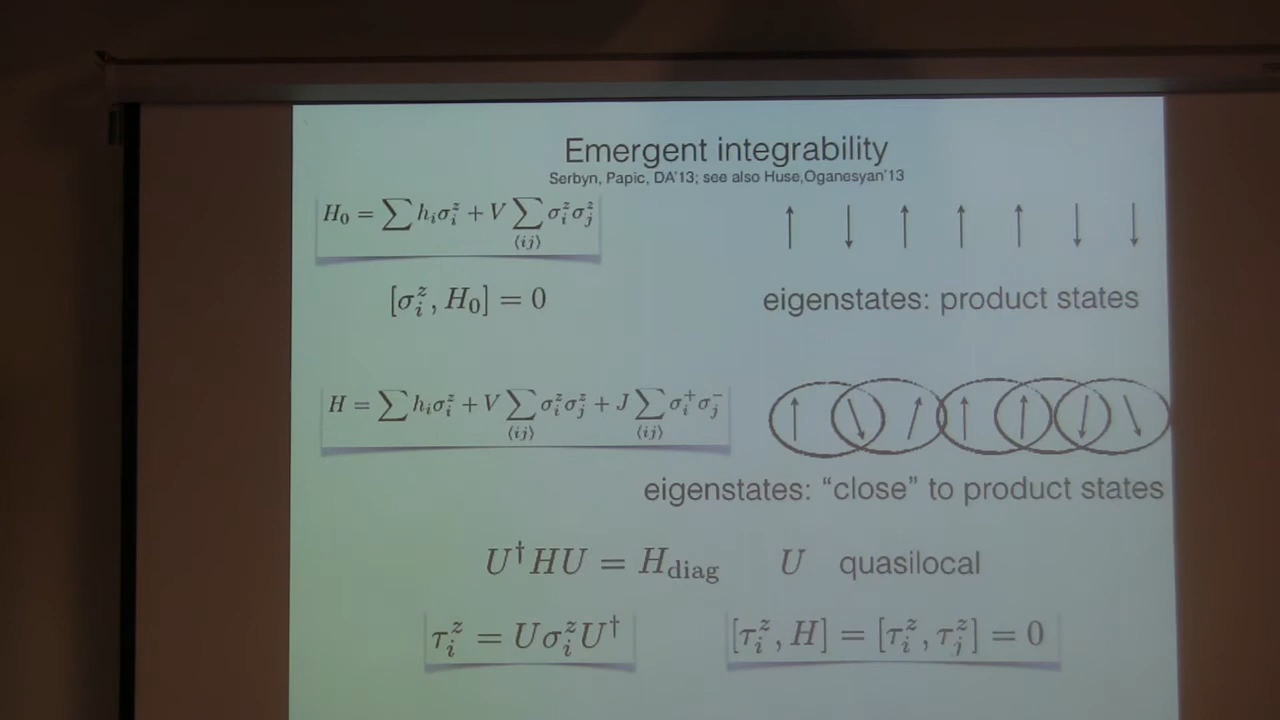 Emergent integrability
Serbyn, Papic, DA'13; see also Huse,Oganesyan'13
H₀ = ∑ hᵢσᵢᶻ + V ∑_{⟨ij⟩} σᵢᶻσⱼᶻ
[σᵢᶻ, H₀] = 0
eigenstates: product states
H = ∑ hᵢσᵢᶻ + V ∑_{⟨ij⟩} σᵢᶻσⱼᶻ + J ∑_{⟨ij⟩} σᵢ⁺σⱼ⁻
eigenstates: “close” to product states
U†HU = H_diag U quasilocal
τᵢᶻ = Uσᵢᶻ U† [τᵢᶻ, H] = [τᵢᶻ, τⱼᶻ] = 0